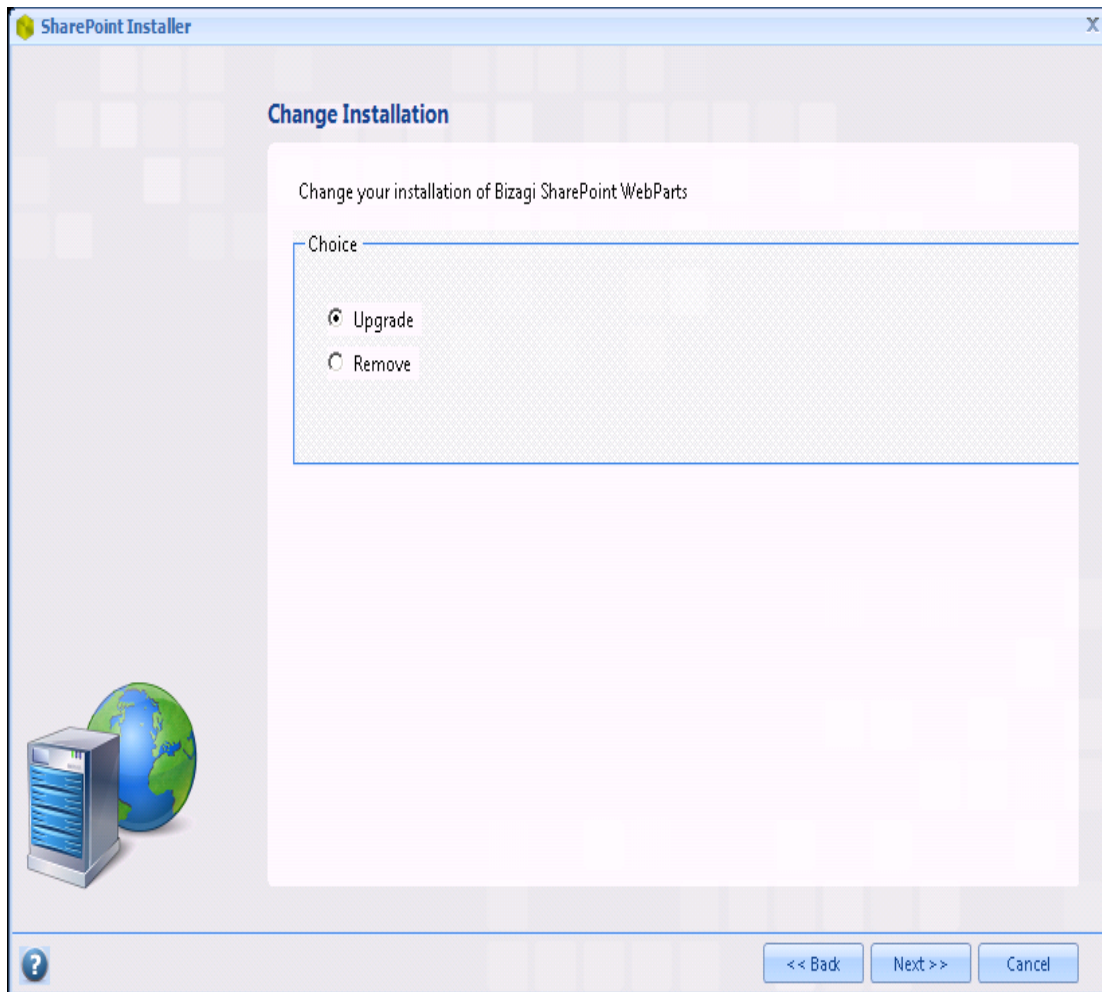 SharePoint Installer
X
Change Installation
Change your installation of Bizagi SharePoint WebParts
Choice
Upgrade
Remove
?
<< Back
Next >>
Cancel